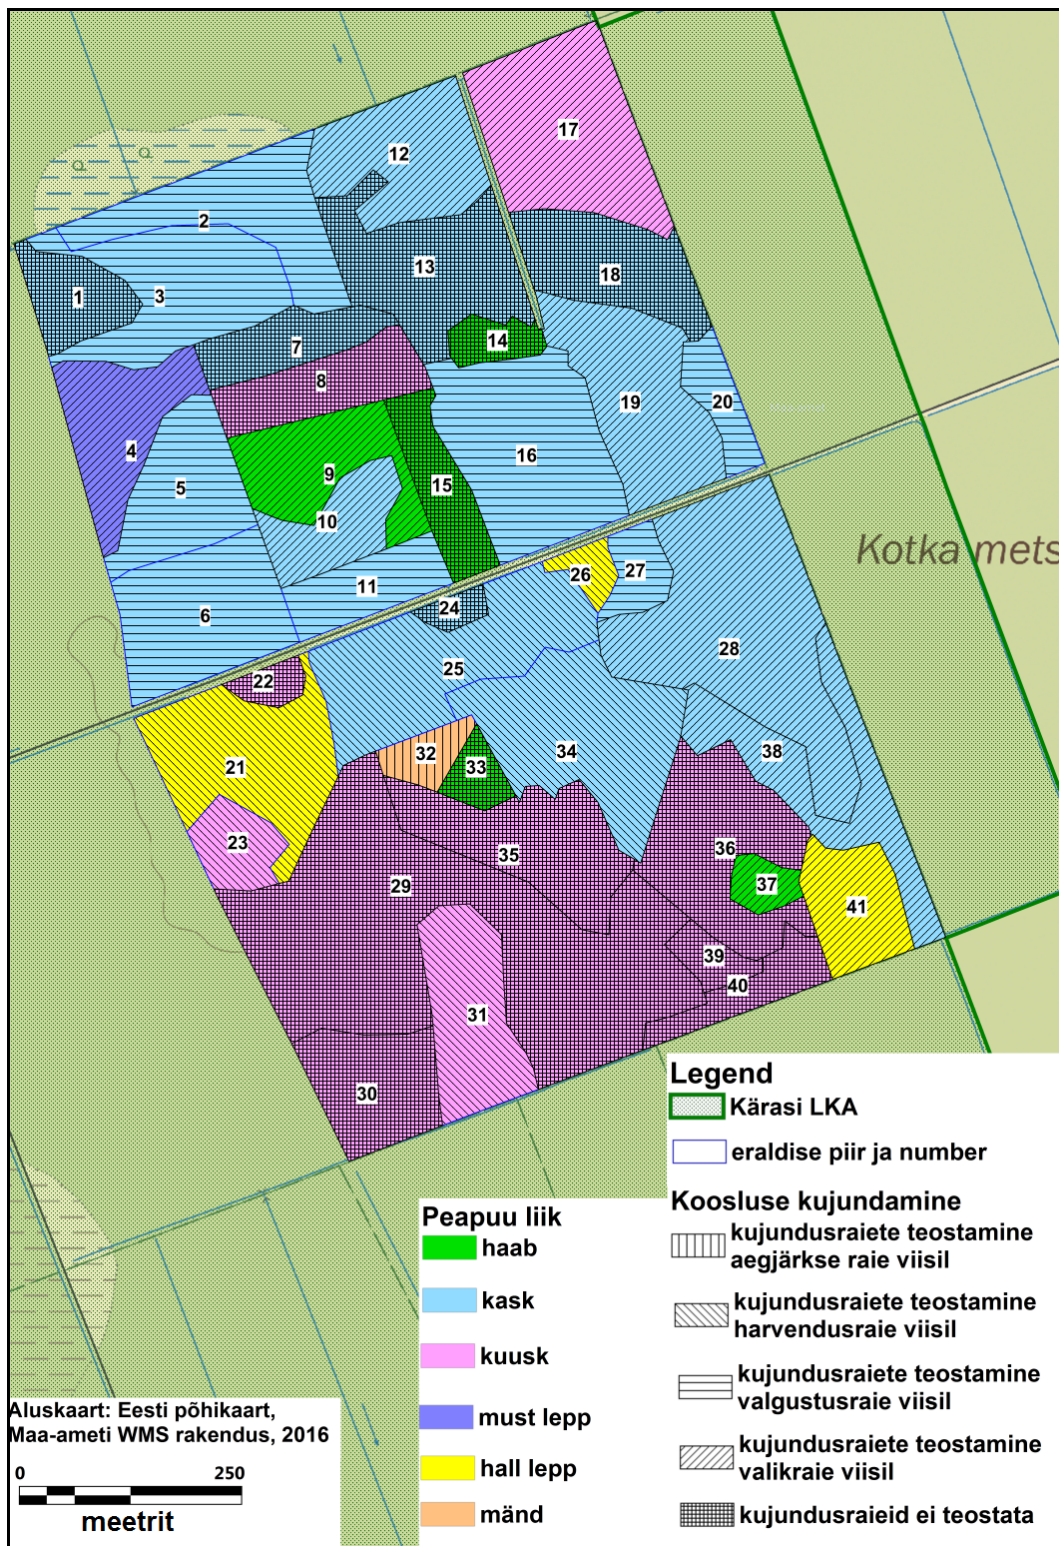 17
12
2
13
18
1
3
14
7
8
19
20
4
16
9
5
15
10
26
27
11
24
6
28
25
22
38
32
34
21
33
23
36
35
37
29
41
39
40
31
30
Kotka mets
Legend
Kärasi LKA
eraldise piir ja number
Koosluse kujundamine
kujundusraiete teostamine
aegjärkse raie viisil
kujundusraiete teostamine
harvendusraie viisil
kujundusraiete teostamine
valgustusraie viisil
kujundusraiete teostamine
valikraie viisil
kujundusraieid ei teostata
Peapuu liik
haab
kask
kuusk
must lepp
hall lepp
mänd
Aluskaart: Eesti põhikaart,
Maa-ameti WMS rakendus, 2016
0 250
meetrit